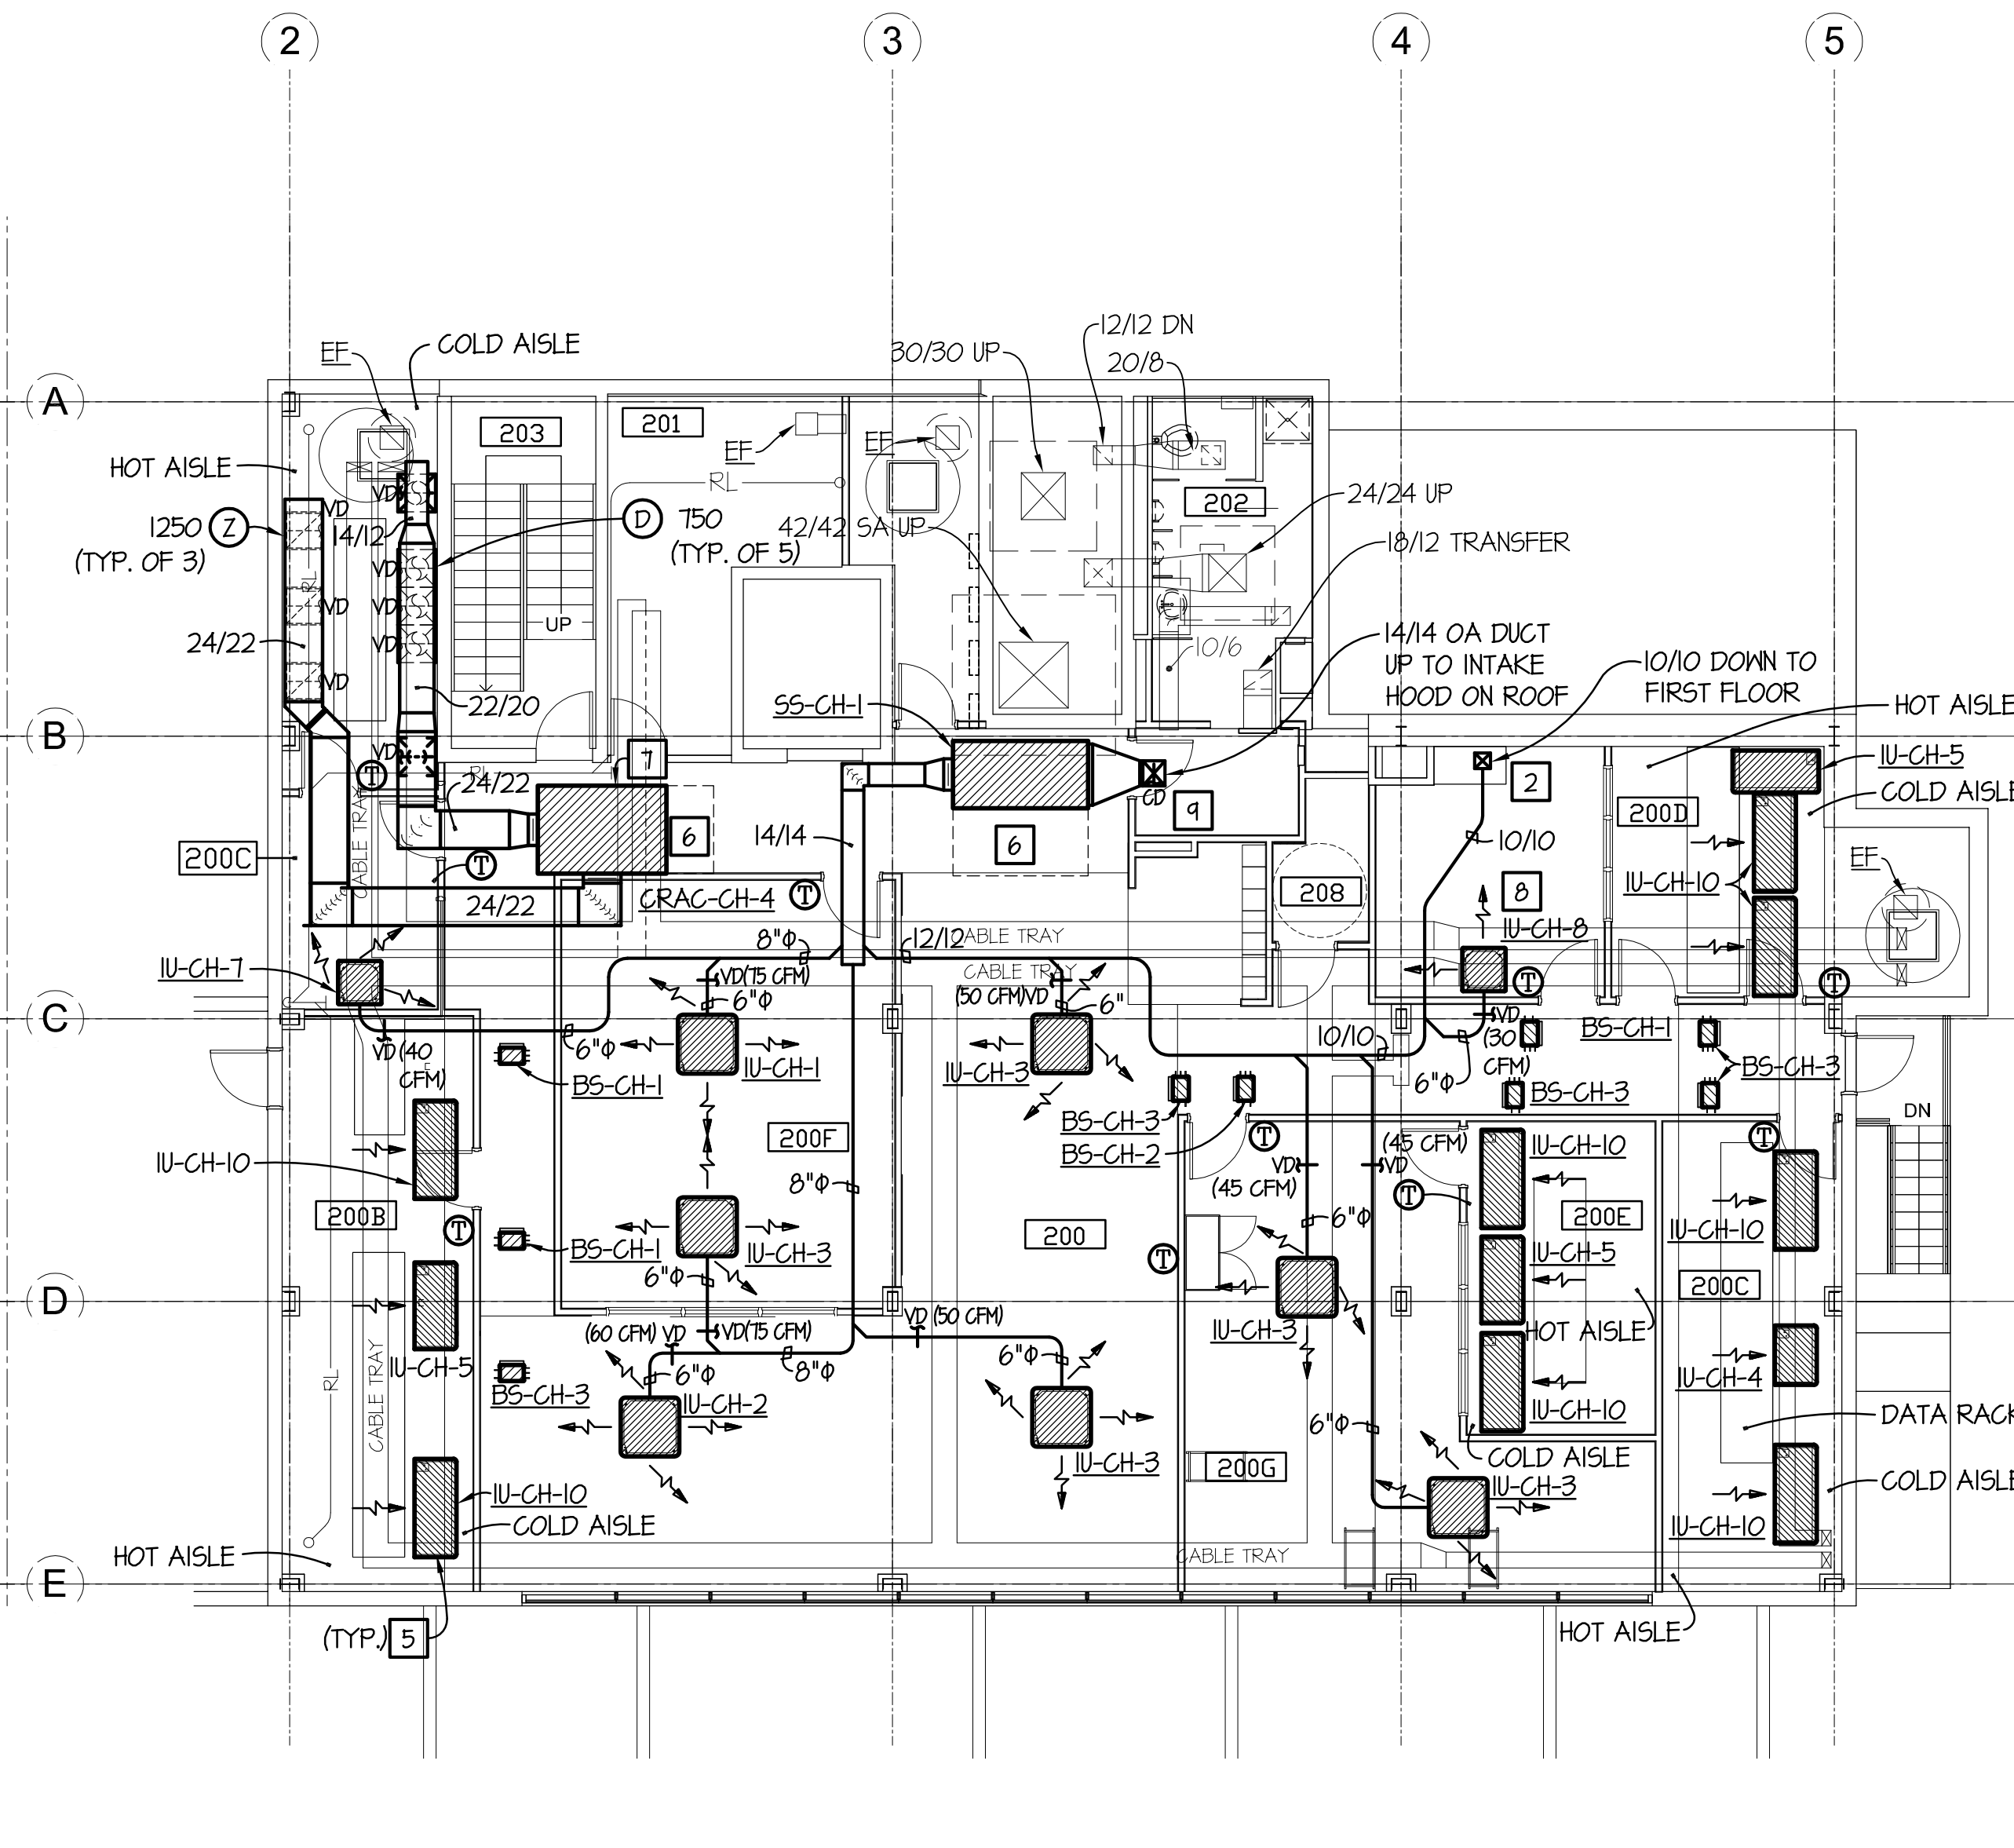 2
3
4
5
12/12 DN
EF
COLD AISLE
30/30 UP
20/8
A
203
201
EF
EF
RL
HOT AISLE
VD
1250 Z
(TYP. OF 3)
VD
14/12
D 750
(TYP. OF 5)
42/42 SA UP
202
24/24 UP
18/12 TRANSFER
VD
RL
VD
VD
UP
24/22
VD
VD
10/6
14/14 OA DUCT
UP TO INTAKE
HOOD ON ROOF
10/10 DOWN TO
FIRST FLOOR
22/20
SS-CH-1
HOT AISLE
B
VD
T
RL
24/22
7
CD
9
2
IU-CH-5
COLD AISLE
200D
CABLE TRAY
14/14
6
6
10/10
200C
T
EF
24/22
CRAC-CH-4
T
208
8
IU-CH-10
IU-CH-8
8"Φ
12/12
CABLE TRAY
IU-CH-7
VD(75 CFM)
6"Φ
CABLE TRAY
(50 CFM)VD
6"
T
T
C
VD(40
CFM)
6"Φ
10/10
VD
(30
CFM)
BS-CH-1
BS-CH-1
IU-CH-1
IU-CH-3
6"Φ
BS-CH-3
BS-CH-3
BS-CH-3
BS-CH-2
DN
200F
T
(45 CFM)
IU-CH-10
T
IU-CH-10
VD
(45 CFM)
VD
8"Φ
T
200B
T
200
6"Φ
200E
IU-CH-10
BS-CH-1
IU-CH-3
6"Φ
T
IU-CH-5
200C
D
(60 CFM) VD
VD(75 CFM)
VD (50 CFM)
IU-CH-3
HOT AISLE
IU-CH-5
6"Φ
8"Φ
6"Φ
IU-CH-4
RL
CABLE TRAY
BS-CH-3
IU-CH-2
6"Φ
IU-CH-10
DATA RACK
IU-CH-3
200G
COLD AISLE
IU-CH-3
COLD AISLE
IU-CH-10
COLD AISLE
IU-CH-10
HOT AISLE
CABLE TRAY
E
(TYP.) 5
HOT AISLE